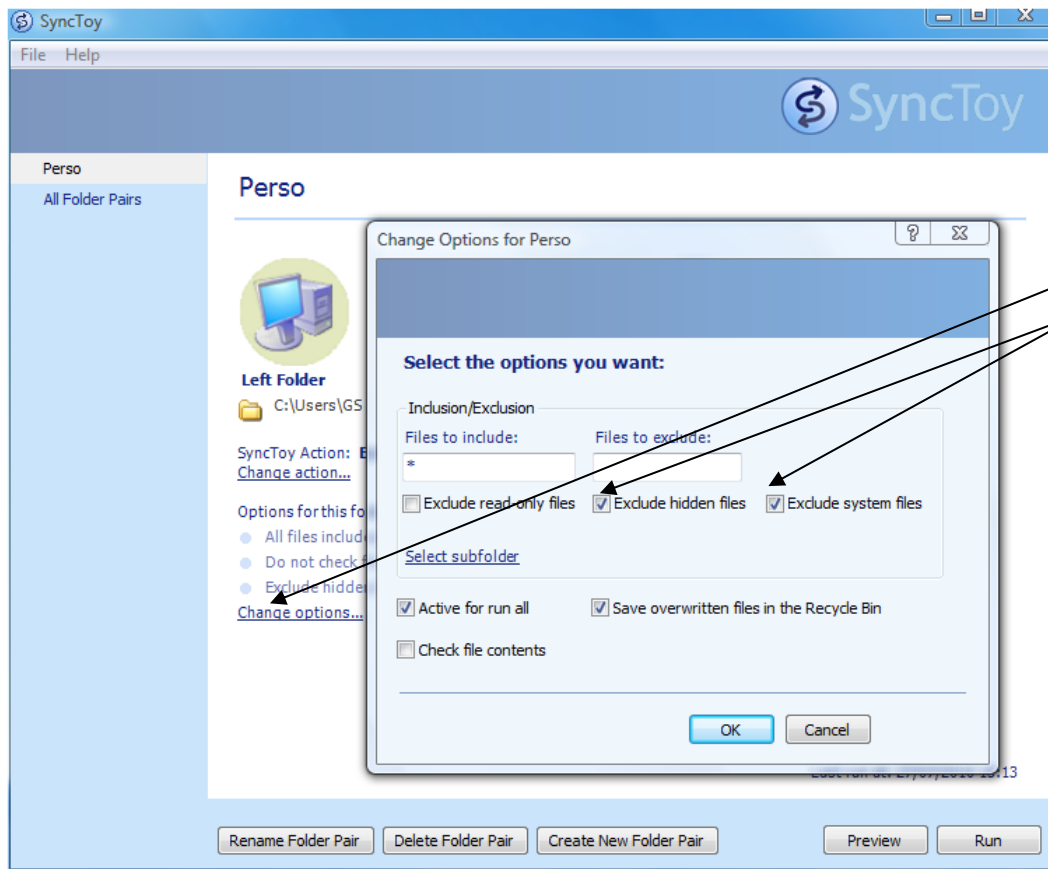 SyncToy
File Help
SyncToy
Perso
All Folder Pairs
Perso
Left Folder
C:\Users\GS
SyncToy Action:
Change action...
Options for this fo
All files include
Do not check
Exclude hidde
Change options...
Change Options for Perso
Select the options you want:
Inclusion/Exclusion
Files to include: Files to exclude:
*
Exclude read-only files Exclude hidden files Exclude system files
Select subfolder
Active for run all Save overwritten files in the Recycle Bin
Check file contents
OK Cancel
Rename Folder Pair Delete Folder Pair Create New Folder Pair Preview Run